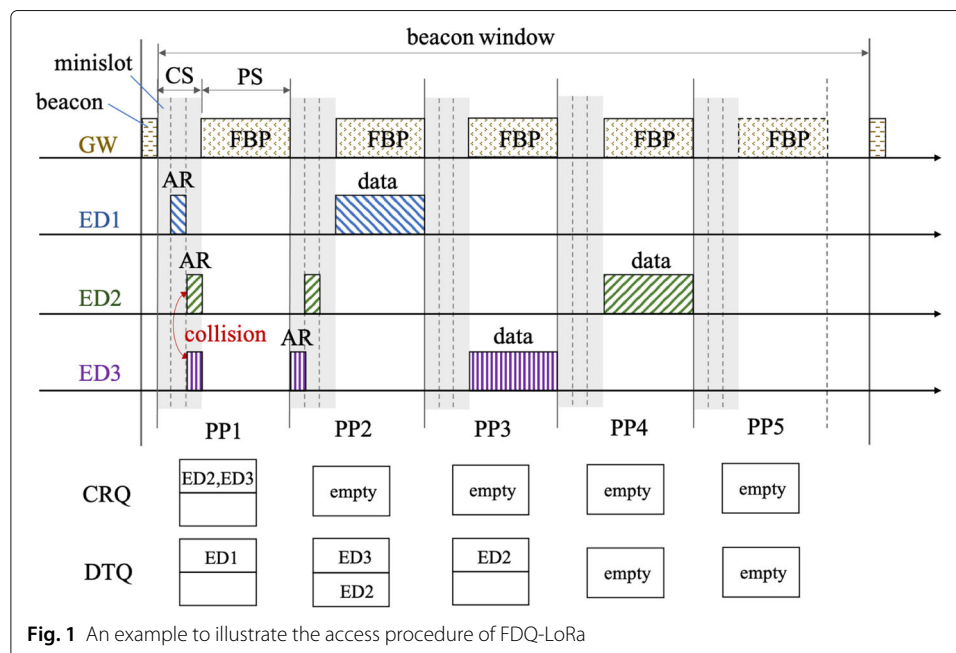 beacon window
minislot
CS
PS
beacon
GW
FBP
FBP
FBP
FBP
FBP
AR
data
ED1
AR
data
ED2
collision
AR
data
ED3
PP1
PP2
PP3
PP4
PP5
CRQ
ED2,ED3
empty
empty
empty
empty
DTQ
ED1
ED3
ED2
ED2
empty
empty
Fig. 1 An example to illustrate the access procedure of FDQ-LoRa